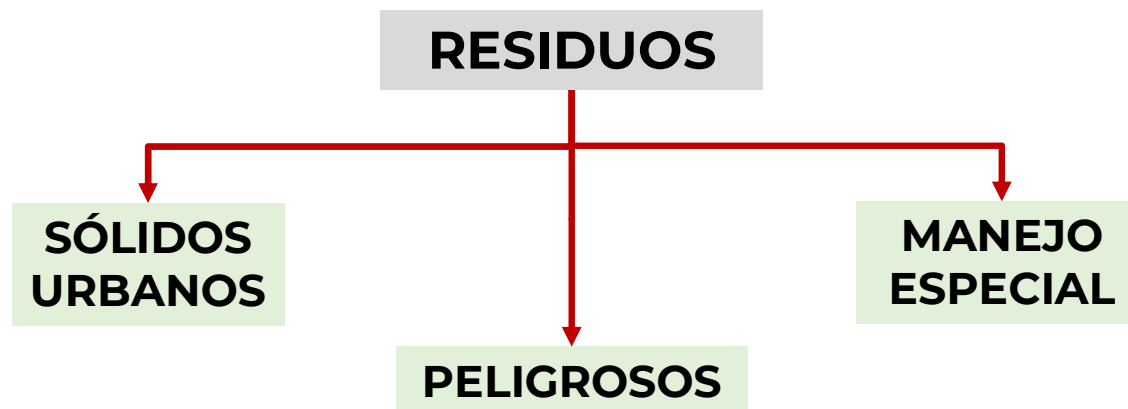 RESIDUOS
SÓLIDOS
URBANOS
MANEJO
ESPECIAL
PELIGROSOS